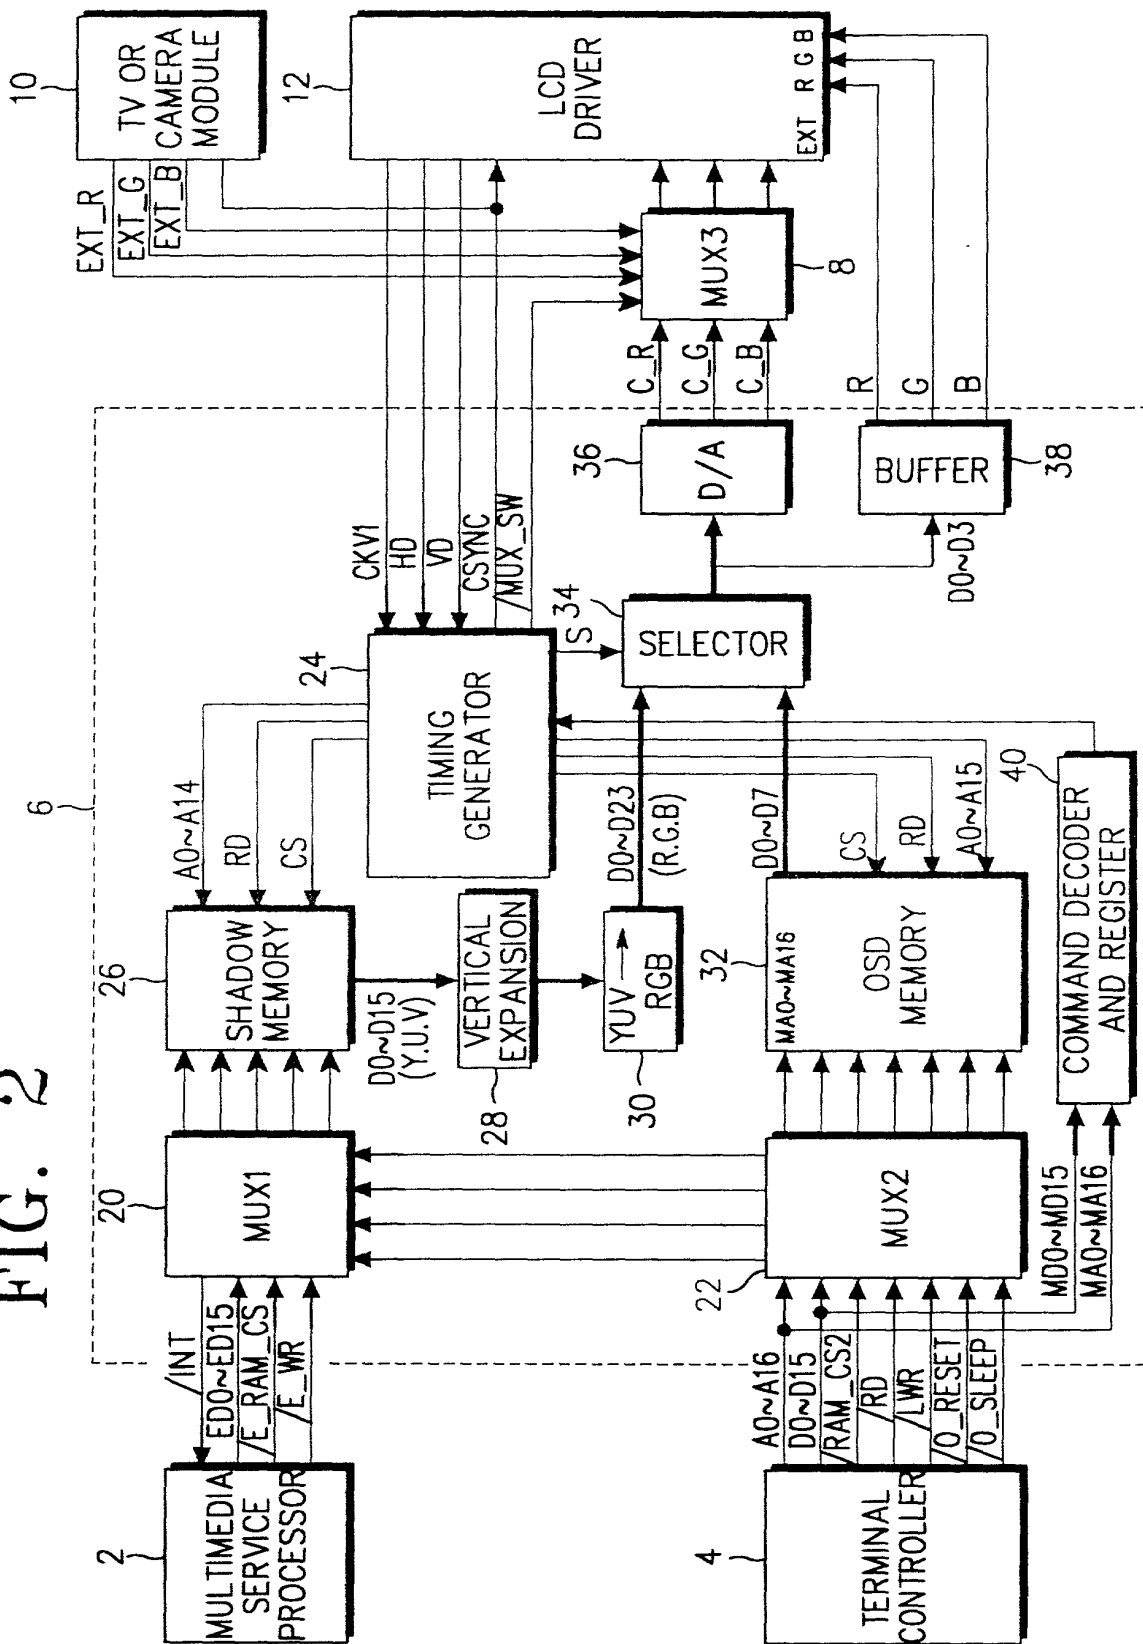 FIG. 2
2
MULTIMEDIA
SERVICE
PROCESSOR
/INT
ED0~ED15
/E_RAM_CS
/E_WR
20
MUX1
26
SHADOW
MEMORY
A0~A14
RD
CS
D0~D15
(Y.U.V)
28
VERTICAL
EXPANSION
30
YUV
RGB
D0~D23
(R.G.B)
24
TIMING
GENERATOR
CKV1
HD
VD
CSYNC
/MUX_SW
S
34
SELECTOR
D0~D7
6
4
TERMINAL
CONTROLLER
A0~A16
D0~D15
/RAM_CS2
/RD
/LWR
/O_RESET
/O_SLEEP
22
MUX2
MA0~MA16
32
OSD
MEMORY
CS
RD
A0~A15
MD0~MD15
MA0~MA16
40
COMMAND DECODER
AND REGISTER
36
D/A
C_R
C_G
C_B
D0~D3
BUFFER
38
R
G
B
MUX3
8
10
TV OR
CAMERA
MODULE
EXT_R
EXT_G
EXT_B
12
LCD
DRIVER
EXT R G B